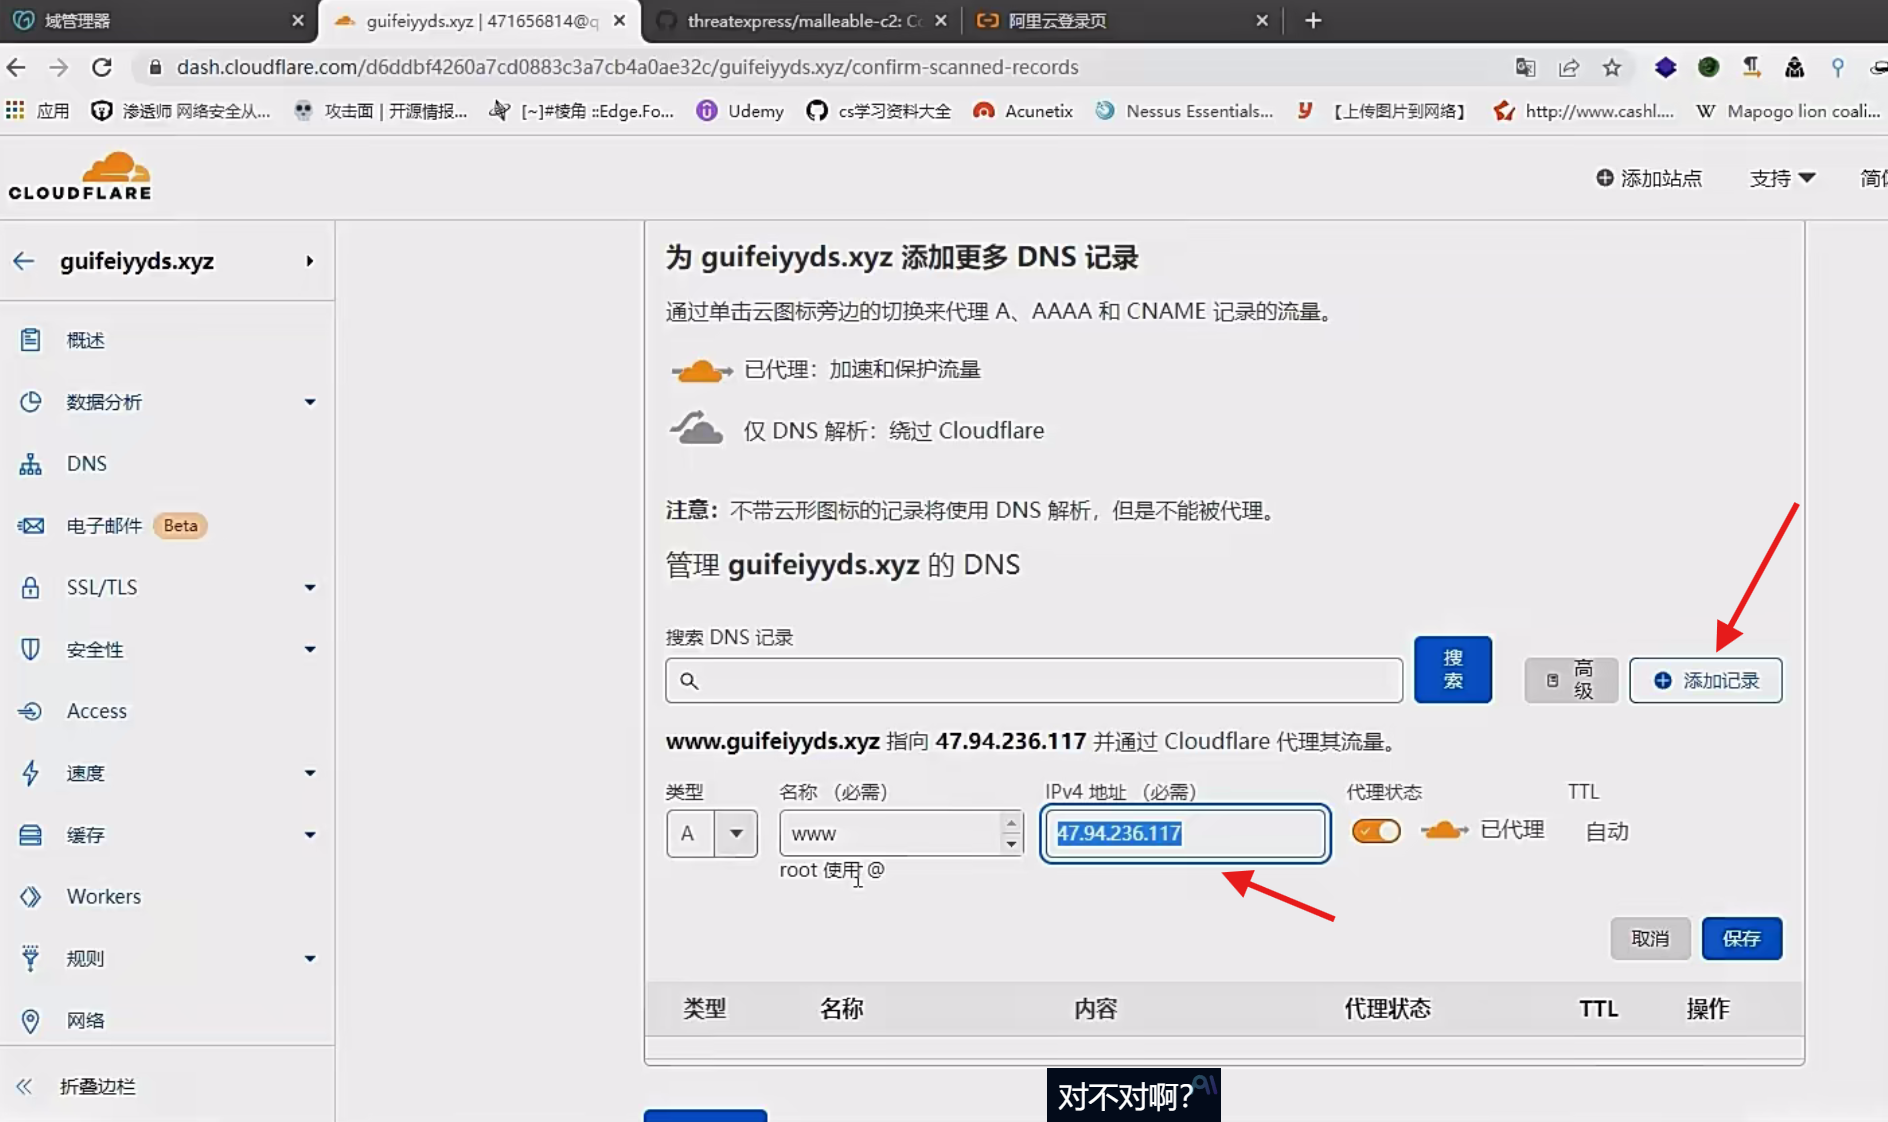 域管理器
guifeiyyds.xyz | 471656814@q
threatexpress/malleable-c2: Co
阿里云登录页
dash.cloudflare.com/d6ddbf4260a7cd0883c3a7cb4a0ae32c/guifeiyyds.xyz/confirm-scanned-records
应用
渗透师 网络安全从...
攻击面 | 开源情报...
[~]#棱角 ::Edge.Fo...
Udemy
cs学习资料大全
Acunetix
Nessus Essentials...
【上传图片到网络】
http://www.cashl....
Mapogo lion coali...
CLOUDFLARE
添加站点
支持
简体
guifeiyyds.xyz
概述
数据分析
DNS
电子邮件 Beta
SSL/TLS
安全性
Access
速度
缓存
Workers
规则
网络
折叠边栏
为 guifeiyyds.xyz 添加更多 DNS 记录
通过单击云图标旁边的切换来代理 A、AAAA 和 CNAME 记录的流量。
已代理：加速和保护流量
仅 DNS 解析：绕过 Cloudflare
注意：不带云形图标的记录将使用 DNS 解析，但是不能被代理。
管理 guifeiyyds.xyz 的 DNS
搜索 DNS 记录
搜索
高级
添加记录
www.guifeiyyds.xyz 指向 47.94.236.117 并通过 Cloudflare 代理其流量。
类型 名称 （必需） IPv4 地址 （必需） 代理状态 TTL
A www 47.94.236.117 已代理 自动
root 使用 @
取消 保存
类型 名称 内容 代理状态 TTL 操作
对不对啊?